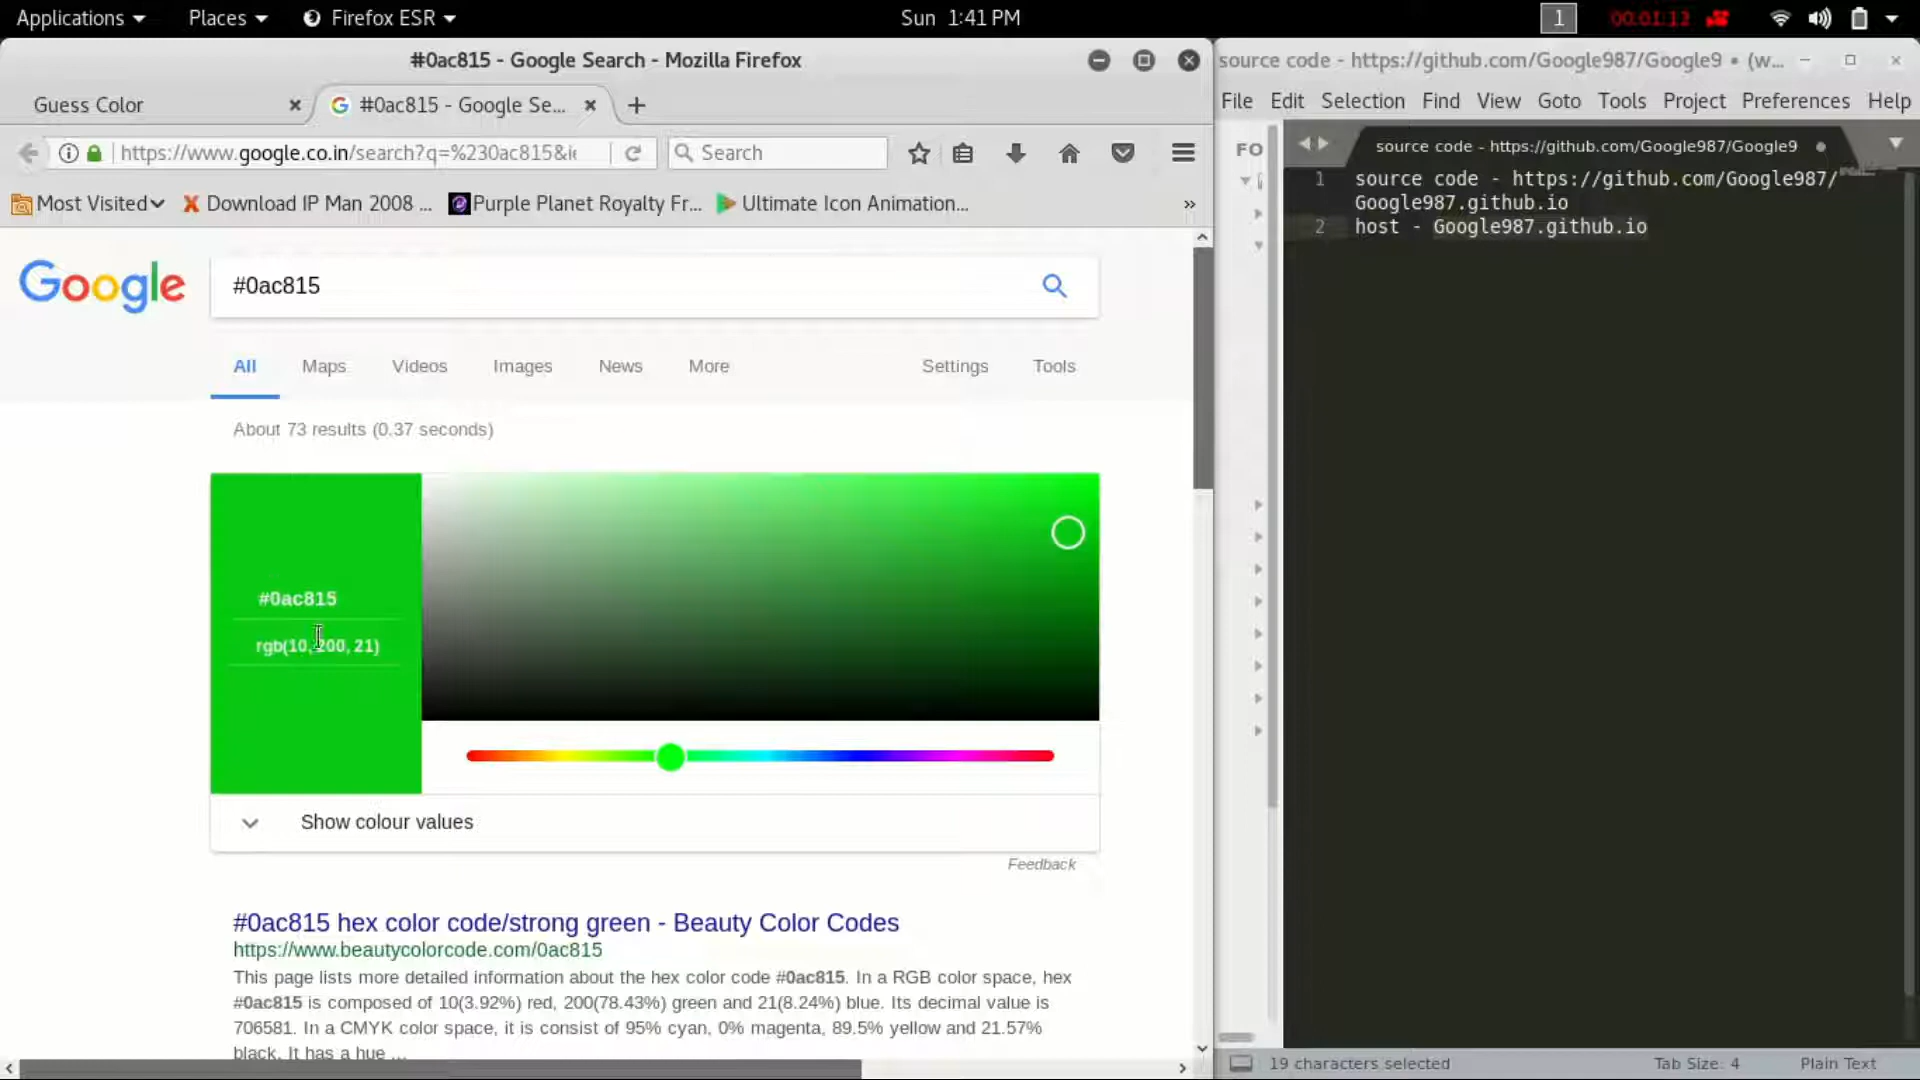 Applications Places Firefox ESR Sun 1:41 PM 1 00:01:12
#0ac815 - Google Search - Mozilla Firefox
Guess Color #0ac815 - Google Se...
https://www.google.co.in/search?q=%230ac815&ie Search
Most Visited Download IP Man 2008 ... Purple Planet Royalty Fr... Ultimate Icon Animation... »
Google #0ac815
All Maps Videos Images News More Settings Tools
About 73 results (0.37 seconds)
#0ac815
rgb(10, 200, 21)
Show colour values
Feedback
#0ac815 hex color code/strong green - Beauty Color Codes
https://www.beautycolorcode.com/0ac815
This page lists more detailed information about the hex color code #0ac815. In a RGB color space, hex
#0ac815 is composed of 10(3.92%) red, 200(78.43%) green and 21(8.24%) blue. Its decimal value is
706581. In a CMYK color space, it is consist of 95% cyan, 0% magenta, 89.5% yellow and 21.57%
black. It has a hue ...
source code - https://github.com/Google987/Google9 • (w...
File Edit Selection Find View Goto Tools Project Preferences Help
FO
source code - https://github.com/Google987/Google9
1 source code - https://github.com/Google987/
Google987.github.io
2 host - Google987.github.io
19 characters selected Tab Size: 4 Plain Text